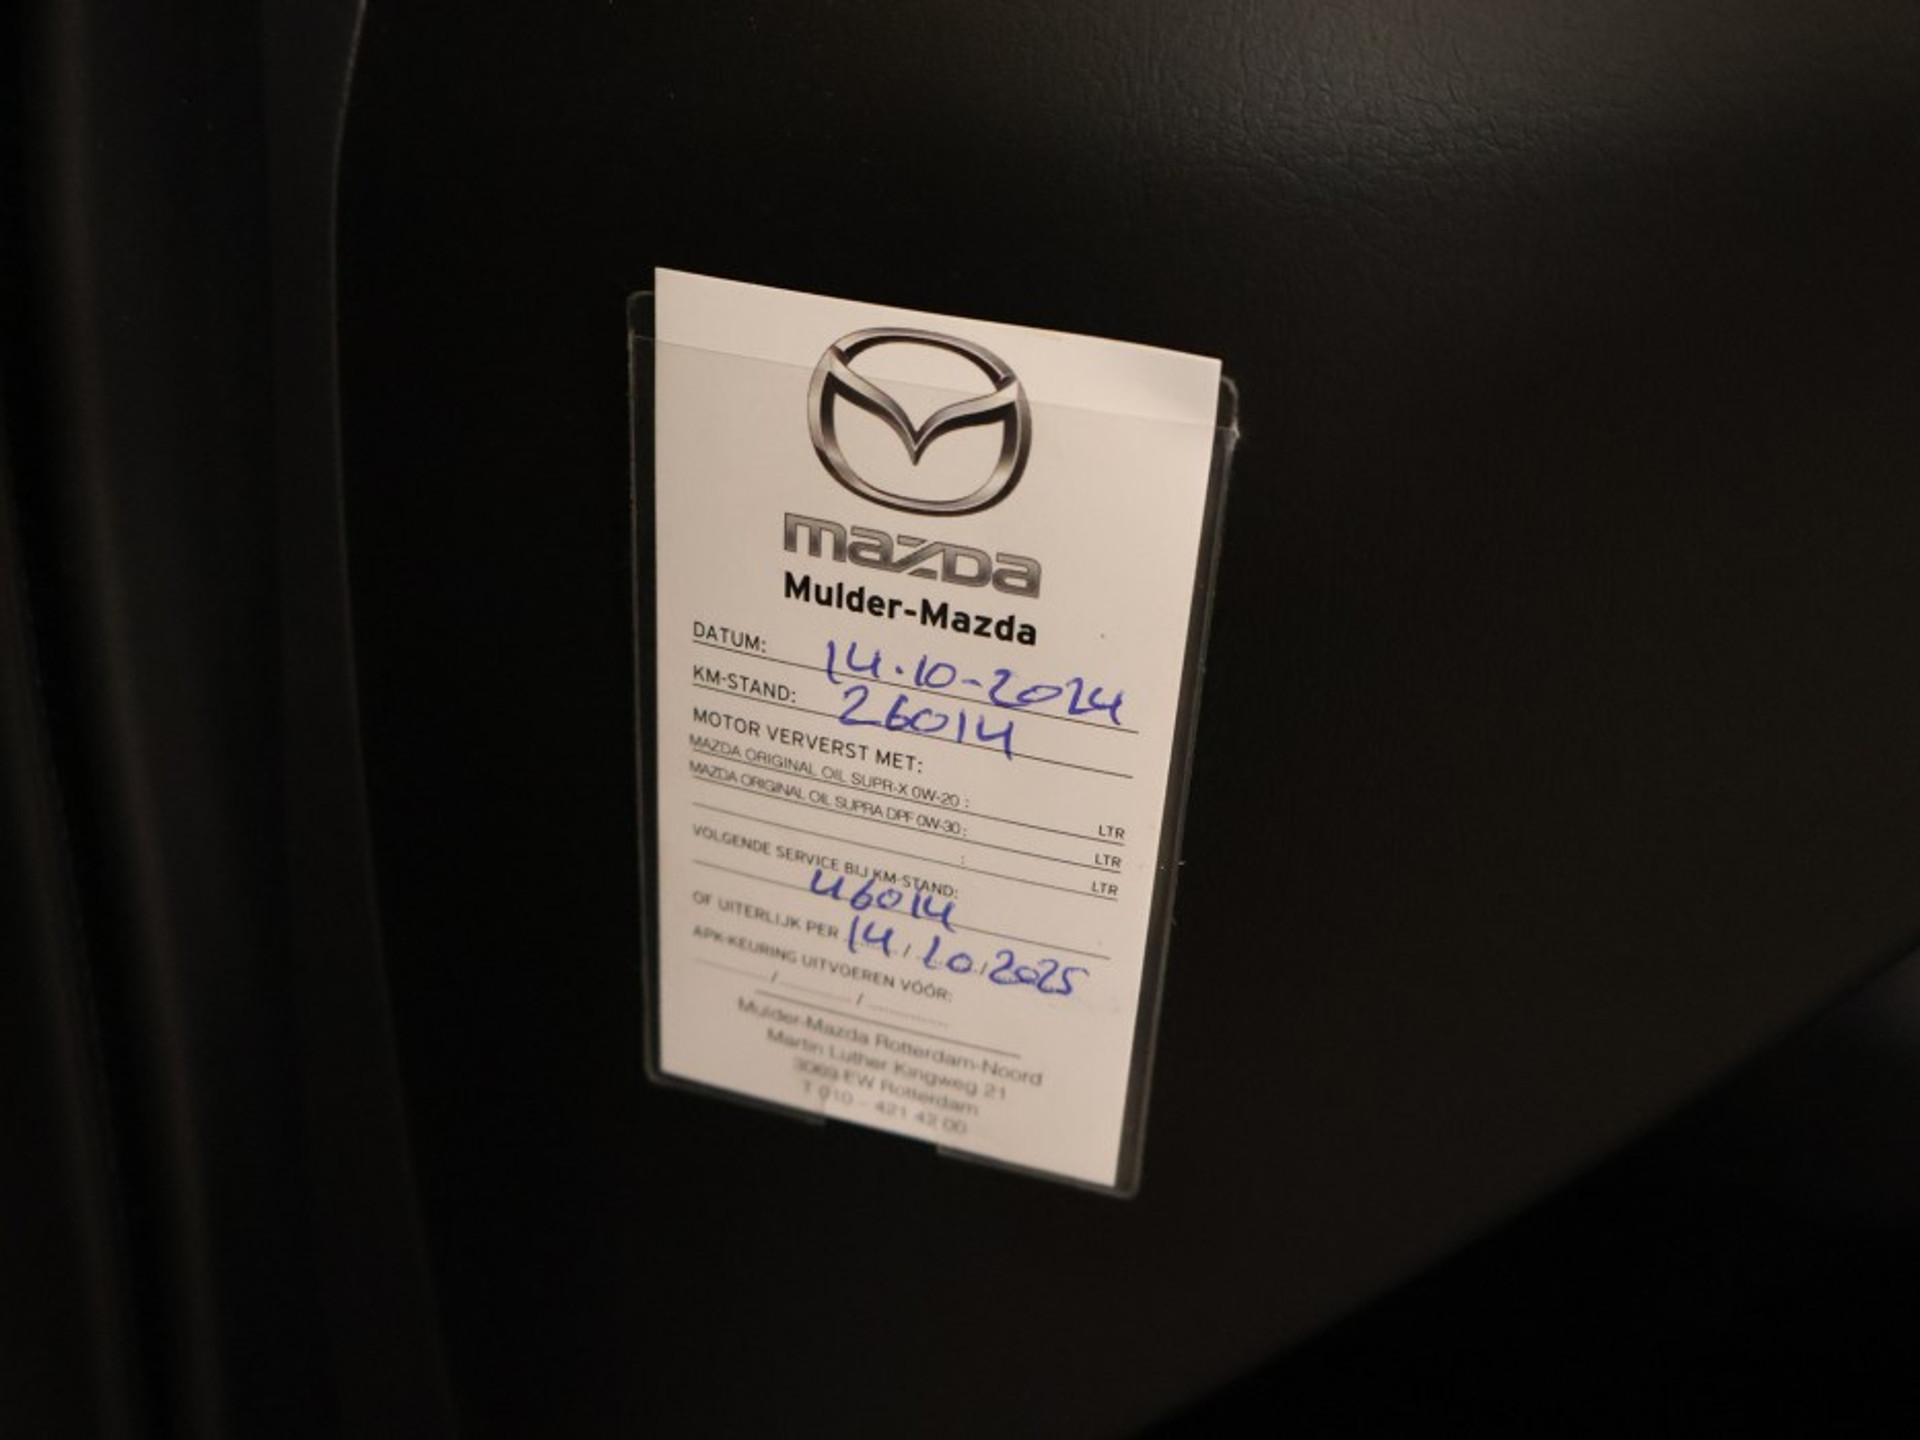 mazda
Mulder-Mazda
DATUM: 14-10-2024
KM-STAND: 26014
MOTOR VERVERST MET:
MAZDA ORIGINAL OIL SUPR-X 0W-20 : LTR
MAZDA ORIGINAL OIL SUPRA DPF 0W-30 : LTR
: LTR
VOLGENDE SERVICE BIJ KM-STAND:
46014
OF UITERLIJK PER 14 / 10 / 2025
APK-KEURING UITVOEREN VÓÓR:
/ /
Mulder-Mazda Rotterdam-Noord
Martin Luther Kingweg 21
3069 EW Rotterdam
T 010 - 421 42 00